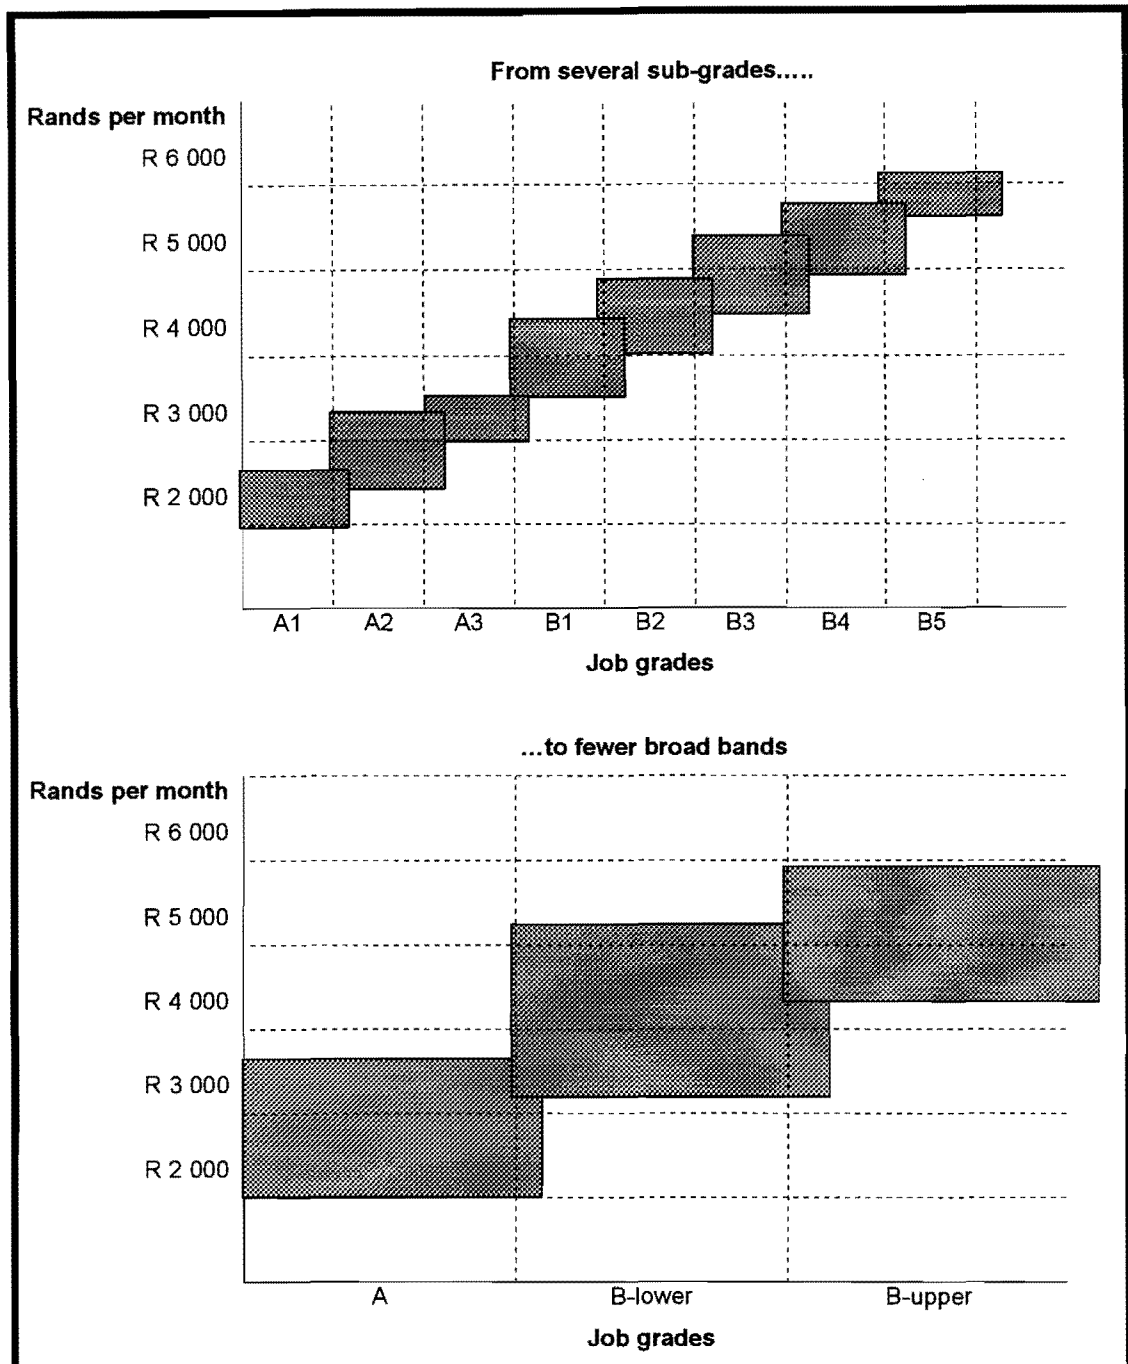 From several sub-grades.....
Rands per month
R 6 000
R 5 000
R 4 000
R 3 000
R 2 000
A1 A2 A3 B1 B2 B3 B4 B5
Job grades
...to fewer broad bands
Rands per month
R 6 000
R 5 000
R 4 000
R 3 000
R 2 000
A B-lower B-upper
Job grades